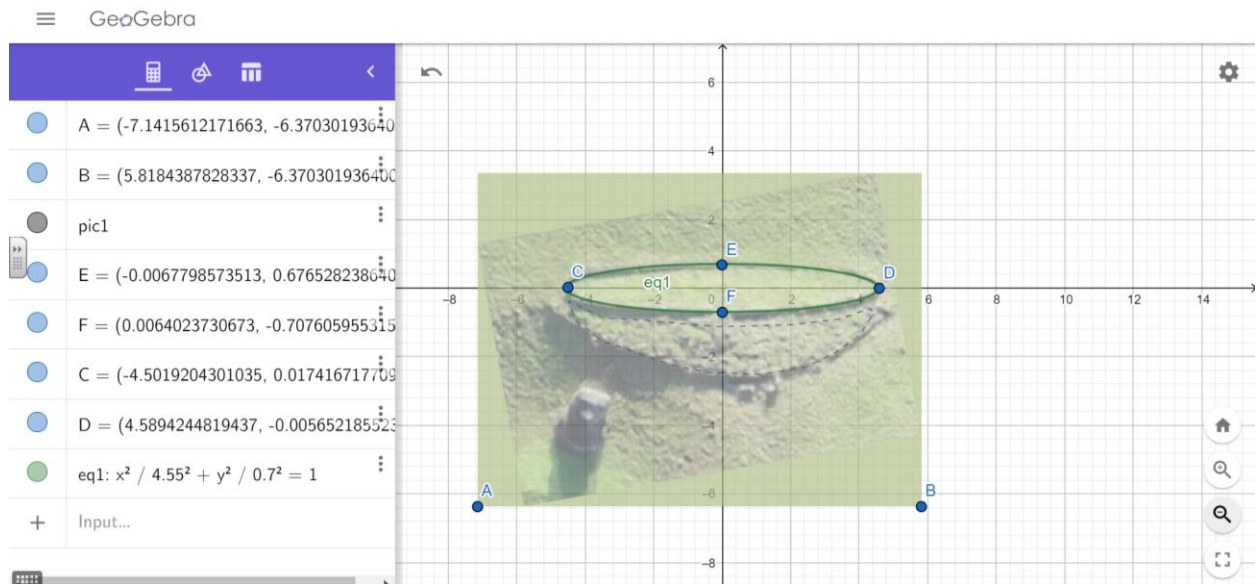 GeoGebra
A = (-7.1415612171663, -6.37030193640
B = (5.8184387828337, -6.370301936400
pic1
E = (-0.0067798573513, 0.676528238640
F = (0.0064023730673, -0.707605955315
C = (-4.5019204301035, 0.017416717709
D = (4.5894244819437, -0.005652185523
eq1: x² / 4.55² + y² / 0.7² = 1
+ Input...
6
4
2
E
C
D
eq1
F
-8
-6
-4
-2
0
2
4
6
8
10
12
14
-2
-4
-6
-8
A
B